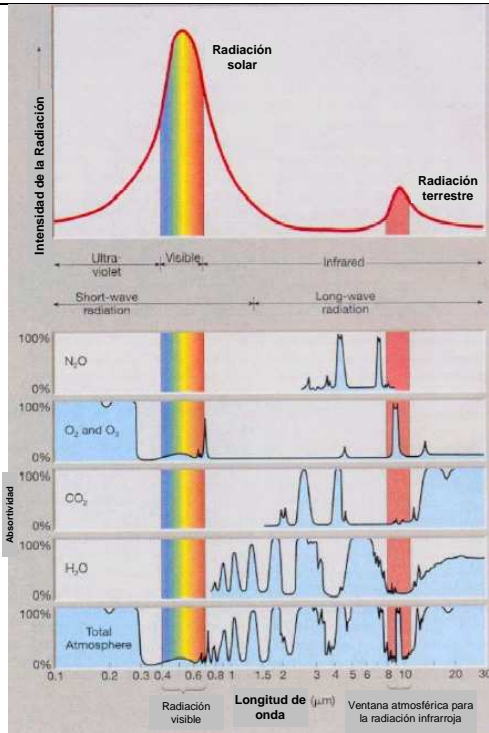 Intensidad de la Radiación
Radiación
solar
Radiación
terrestre
Ultra-
violet
Visible
Infrared
Short-wave
radiation
Long-wave
radiation
100%
N₂O
0%
100%
O₂ and O₃
0%
Absortividad
100%
CO₂
0%
100%
H₂O
0%
100%
Total
Atmosphere
0%
0.1 0.2 0.3 0.4 0.6 0.8 1 1.5 2 3 4 5 6 8 10 20 30
Radiación
visible
Longitud de
onda
(μm)
Ventana atmosférica para
la radiación infrarroja